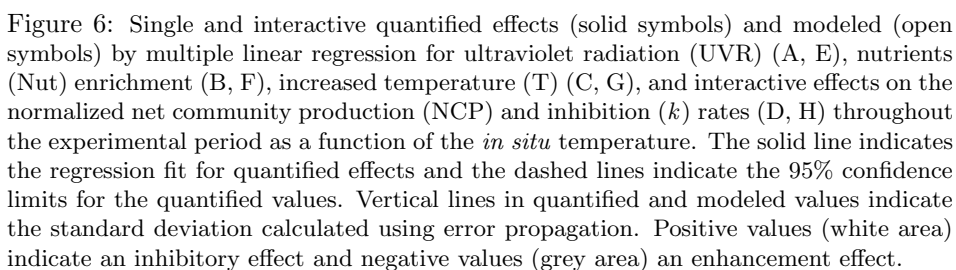 Figure 6: Single and interactive quantified effects (solid symbols) and modeled (open
symbols) by multiple linear regression for ultraviolet radiation (UVR) (A, E), nutrients
(Nut) enrichment (B, F), increased temperature (T) (C, G), and interactive effects on the
normalized net community production (NCP) and inhibition (k) rates (D, H) throughout
the experimental period as a function of the in situ temperature. The solid line indicates
the regression fit for quantified effects and the dashed lines indicate the 95% confidence
limits for the quantified values. Vertical lines in quantified and modeled values indicate
the standard deviation calculated using error propagation. Positive values (white area)
indicate an inhibitory effect and negative values (grey area) an enhancement effect.